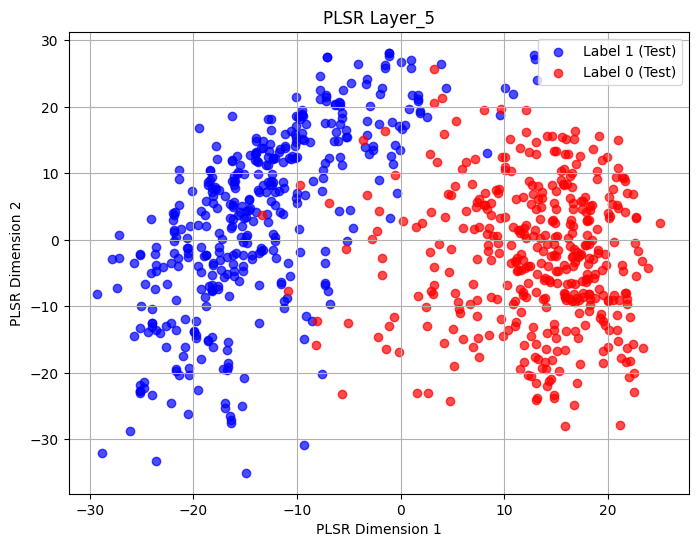 PLSR Layer_5
Label 1 (Test)
Label 0 (Test)
30
20
10
0
−10
−20
−30
PLSR Dimension 2
−30
−20
−10
0
10
20
PLSR Dimension 1